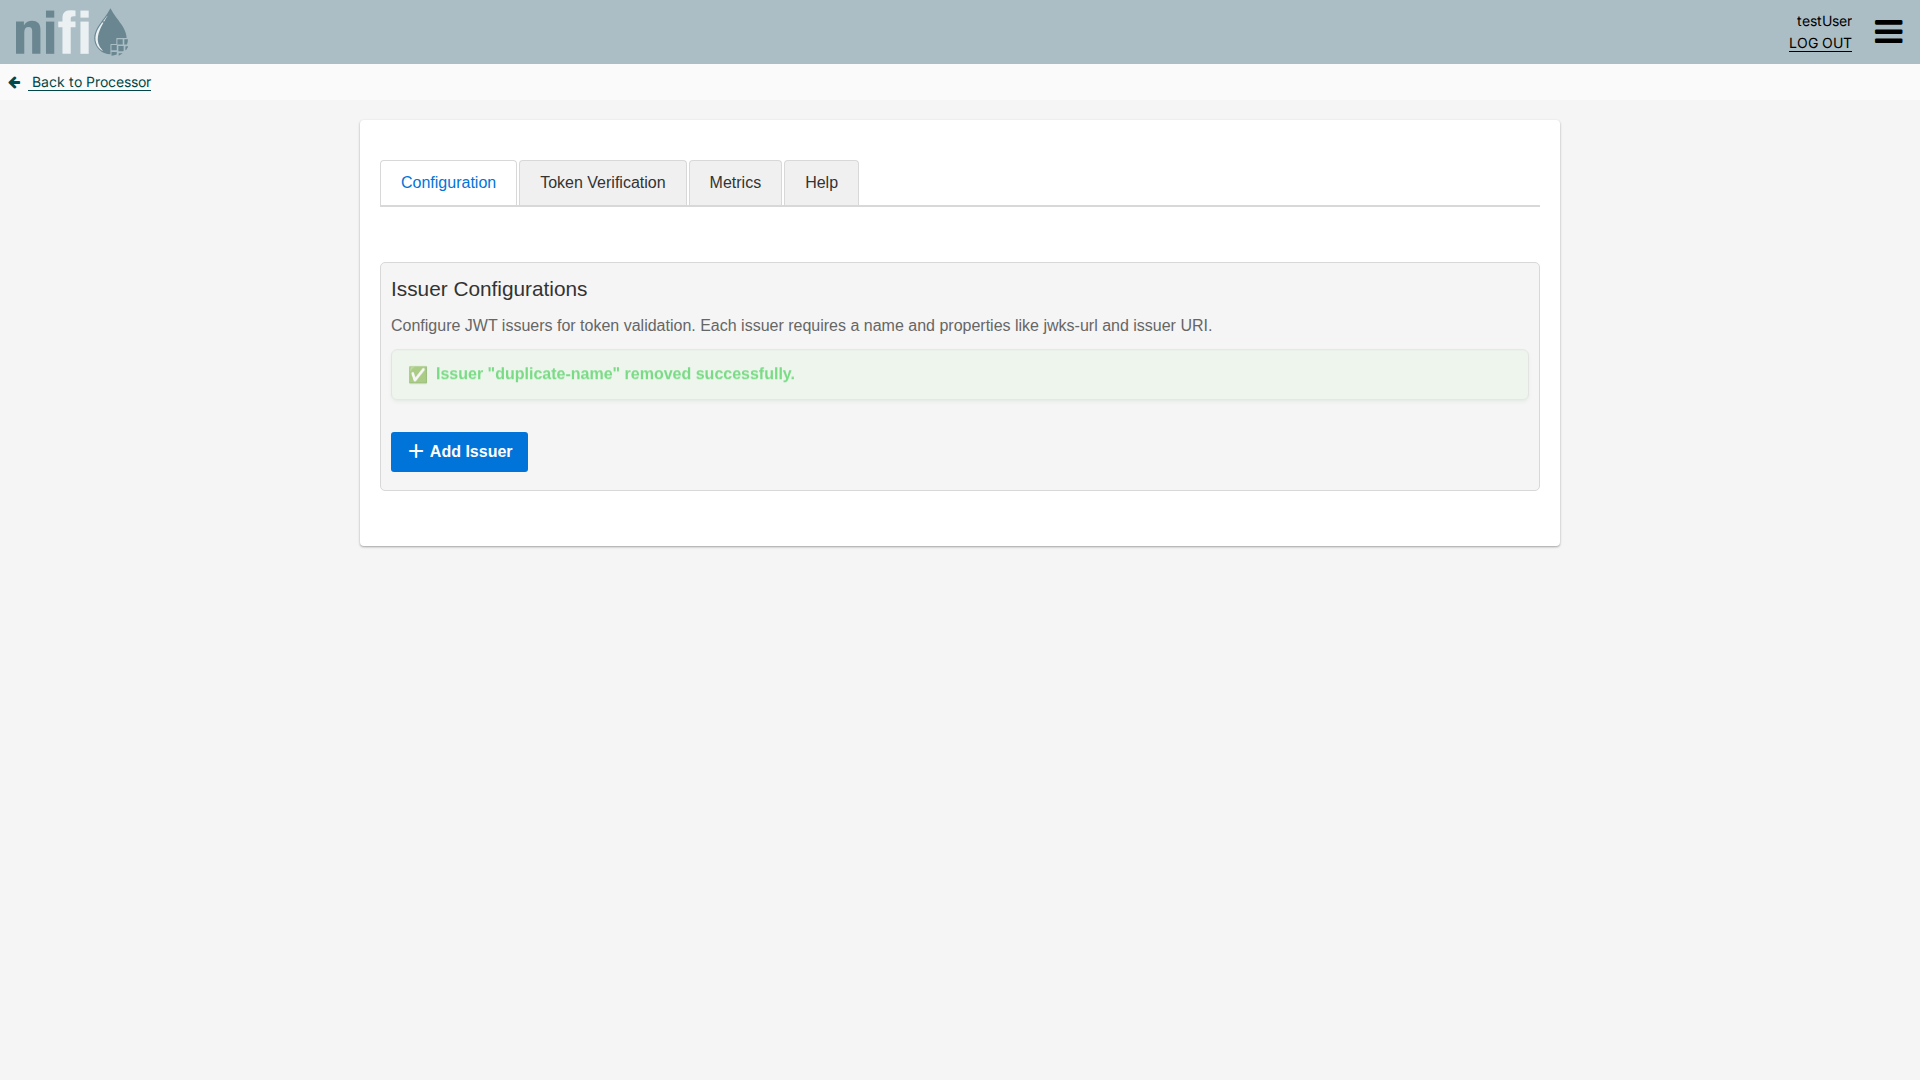 nifi
testUser
LOG OUT
Back to Processor
Configuration
Token Verification
Metrics
Help
Issuer Configurations
Configure JWT issuers for token validation. Each issuer requires a name and properties like jwks-url and issuer URI.
✅ Issuer "duplicate-name" removed successfully.
+ Add Issuer